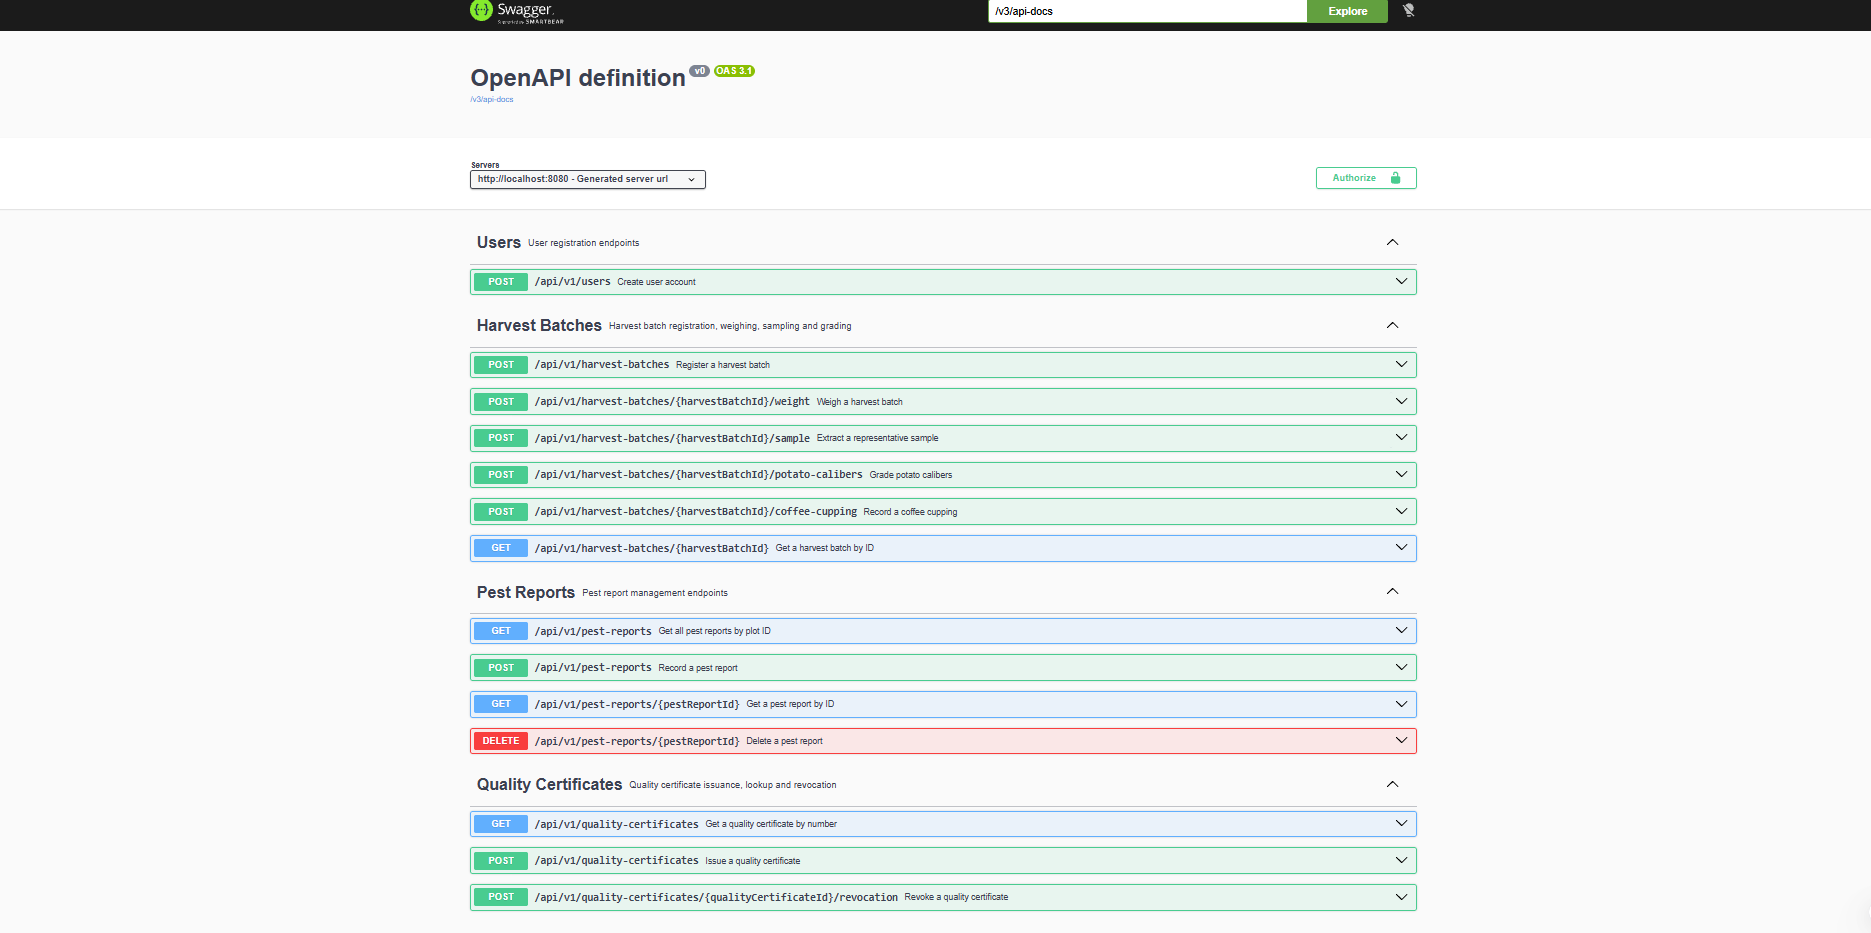 Swagger.
Supported by SMARTBEAR
/v3/api-docs
Explore
OpenAPI definition v0 OAS 3.1
/v3/api-docs
Servers
http://localhost:8080 - Generated server url
Authorize
Users User registration endpoints
POST /api/v1/users Create user account
Harvest Batches Harvest batch registration, weighing, sampling and grading
POST /api/v1/harvest-batches Register a harvest batch
POST /api/v1/harvest-batches/{harvestBatchId}/weight Weigh a harvest batch
POST /api/v1/harvest-batches/{harvestBatchId}/sample Extract a representative sample
POST /api/v1/harvest-batches/{harvestBatchId}/potato-calibers Grade potato calibers
POST /api/v1/harvest-batches/{harvestBatchId}/coffee-cupping Record a coffee cupping
GET /api/v1/harvest-batches/{harvestBatchId} Get a harvest batch by ID
Pest Reports Pest report management endpoints
GET /api/v1/pest-reports Get all pest reports by plot ID
POST /api/v1/pest-reports Record a pest report
GET /api/v1/pest-reports/{pestReportId} Get a pest report by ID
DELETE /api/v1/pest-reports/{pestReportId} Delete a pest report
Quality Certificates Quality certificate issuance, lookup and revocation
GET /api/v1/quality-certificates Get a quality certificate by number
POST /api/v1/quality-certificates Issue a quality certificate
POST /api/v1/quality-certificates/{qualityCertificateId}/revocation Revoke a quality certificate